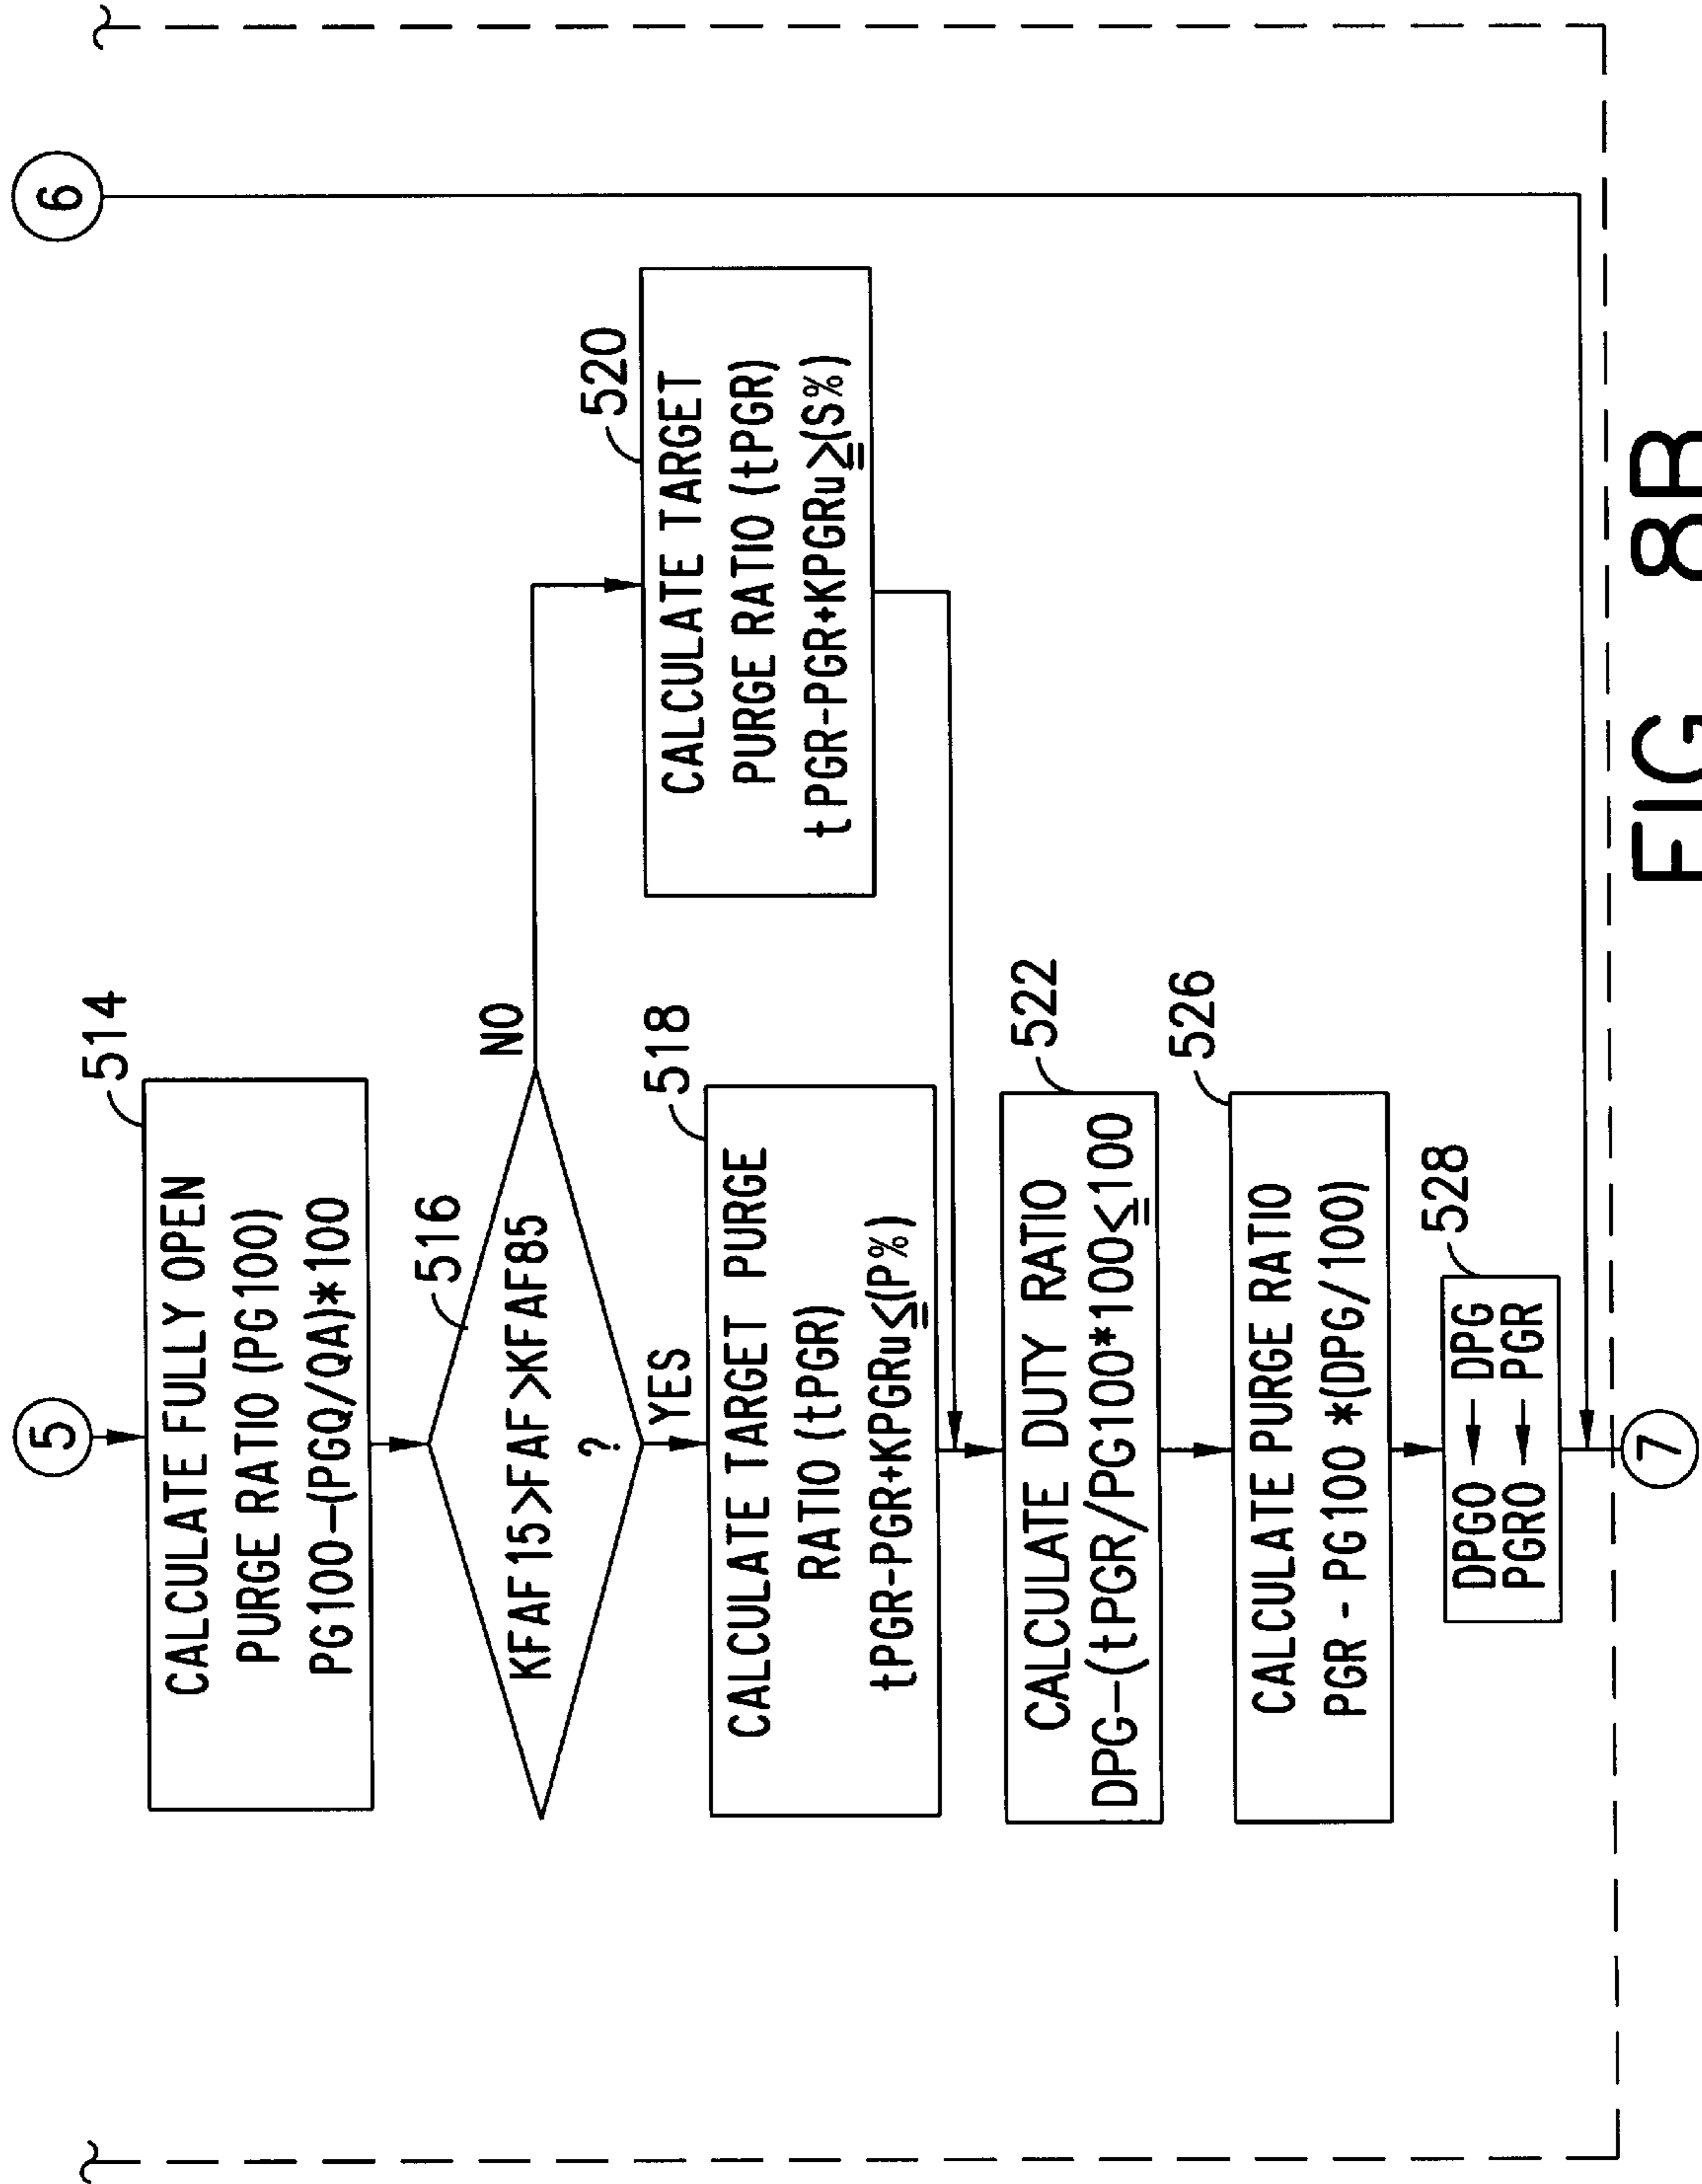 5
6
514
CALCULATE FULLY OPEN
PURGE RATIO (PG100)
PG100-(PGQ/QA)*100
516
KFAF15>FAF>KFAF85
?
NO
YES
518
CALCULATE TARGET PURGE
RATIO (tPGR)
tPGR-PGR+KPGRu≦(P%)
520
CALCULATE TARGET
PURGE RATIO (tPGR)
tPGR-PGR+KPGRu≧(S%)
522
CALCULATE DUTY RATIO
DPG-(tPGR/PG100*100≦100
526
CALCULATE PURGE RATIO
PGR - PG100 *(DPG/100)
528
DPGO ← DPG
PGRO ← PGR
7
FIG. 8B